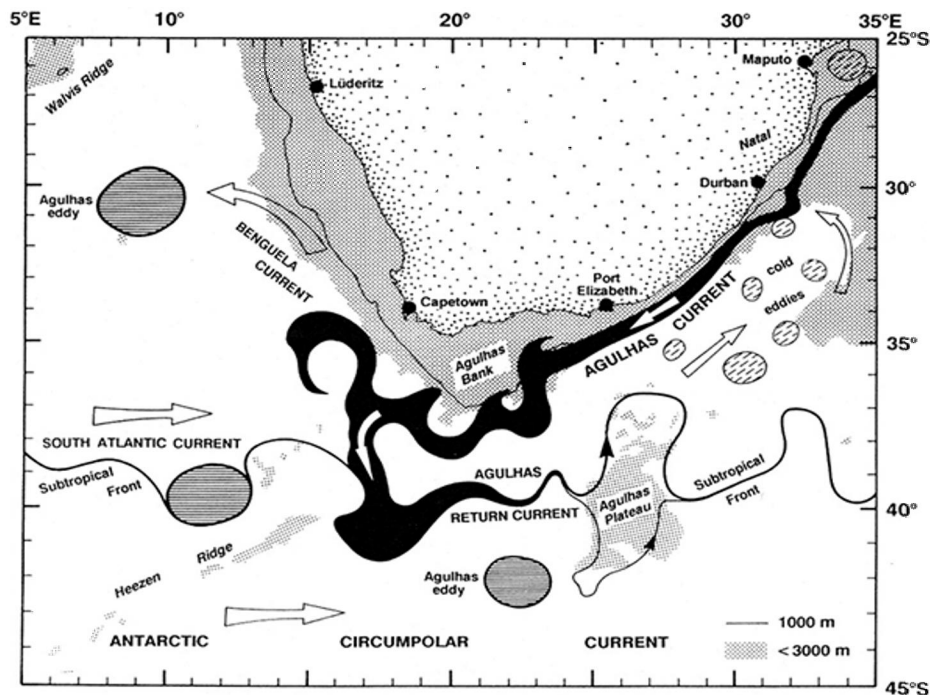 5°E 10° 20° 30° 35°E
25°S
Maputo
Lüderitz
Walvis Ridge
Natal
Durban
30°
Agulhas
eddy
BENGUELA
CURRENT
cold
eddies
Port
Elizabeth
Capetown
AGULHAS CURRENT
35°
Agulhas
Bank
SOUTH ATLANTIC CURRENT
Subtropical
Front
AGULHAS
RETURN CURRENT
Agulhas
Plateau
Subtropical
Front
40°
Heezen Ridge
Agulhas
eddy
ANTARCTIC CIRCUMPOLAR CURRENT
1000 m
< 3000 m
45°S